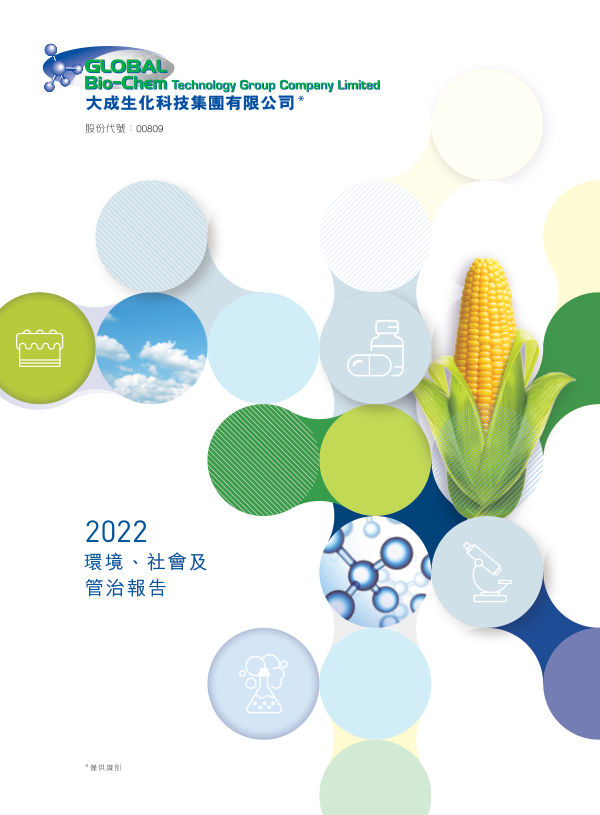 GLOBAL
Bio-Chem Technology Group Company Limited
大成生化科技集團有限公司*
股份代號：00809
2022
環境、社會及
管治報告
*僅供識別